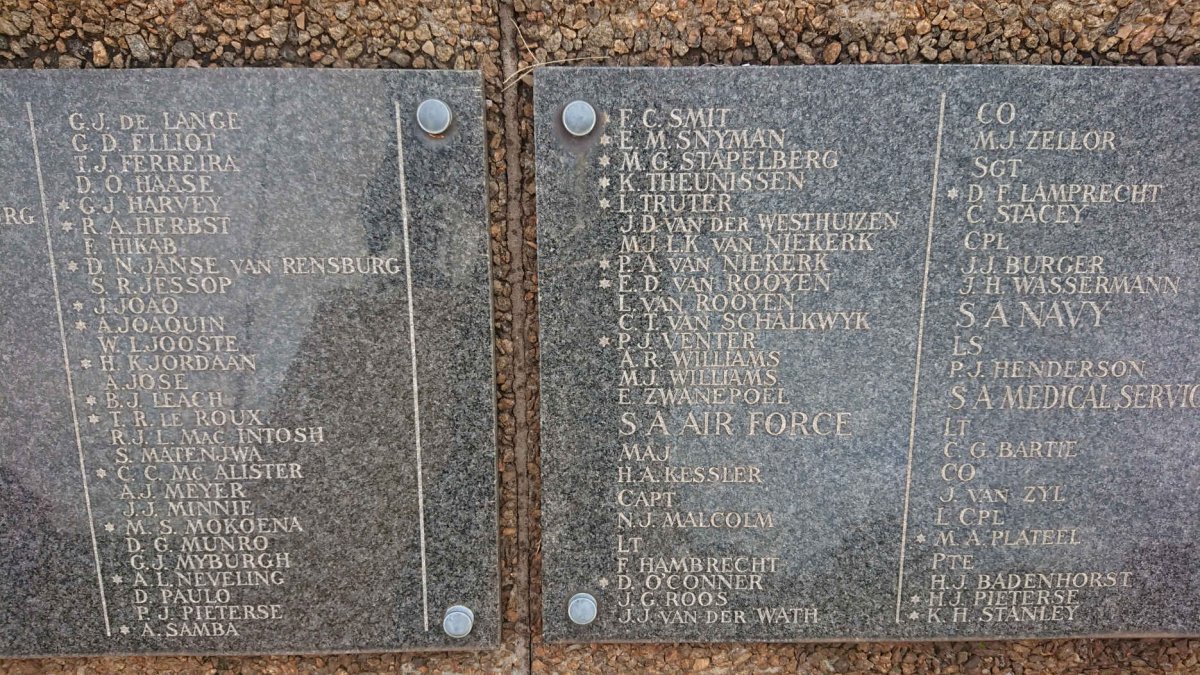 URG
G.J. DE LANGE
G. D. ELLIOT
T.J. FERREIRA
D. O. HAASE
* G.J. HARVEY
* R. A. HERBST
F. HIKAB
* D. N. JANSE VAN RENSBURG
S. R. JESSOP
* J. JOAO
* A. JOAQUIN
W. L. JOOSTE
* H. K. JORDAAN
A. JOSE
* B.J. LEACH
* T. R. LE ROUX
R.J. L. MAC INTOSH
S. MATENJWA
* C. C. MC ALISTER
A.J. MEYER
J.J. MINNIE
* M. S. MOKOENA
D. G. MUNRO
G.J. MYBURGH
* A. L. NEVELING
D. PAULO
P. J. PIETERSE
* A. SAMBA
F. C. SMIT
* E. M. SNYMAN
* M. G. STAPELBERG
* K. THEUNISSEN
* L. TRUTER
J. D. VAN DER WESTHUIZEN
M.J. L.K. VAN NIEKERK
* P. A. VAN NIEKERK
* E. D. VAN ROOYEN
L. VAN ROOYEN
C. T. VAN SCHALKWYK
* P.J. VENTER
A. R. WILLIAMS
M.J. WILLIAMS
E. ZWANEPOEL
S A AIR FORCE
MAJ
H. A. KESSLER
CAPT
N.J. MALCOLM
LT
F. HAMBRECHT
* D. O'CONNER
J. G. ROOS
J. J. VAN DER WATH
CO
M.J. ZELLOR
SGT
* D. F. LAMPRECHT
C. STACEY
CPL
J.J. BURGER
J. H. WASSERMANN
S A NAVY
LS
P.J. HENDERSON
S A MEDICAL SERVIC
LT
C. G. BARTIE
CO
J. VAN ZYL
L CPL
* M. A. PLATEEL
PTE
H.J. BADENHORST
* H.J. PIETERSE
* K. H. STANLEY